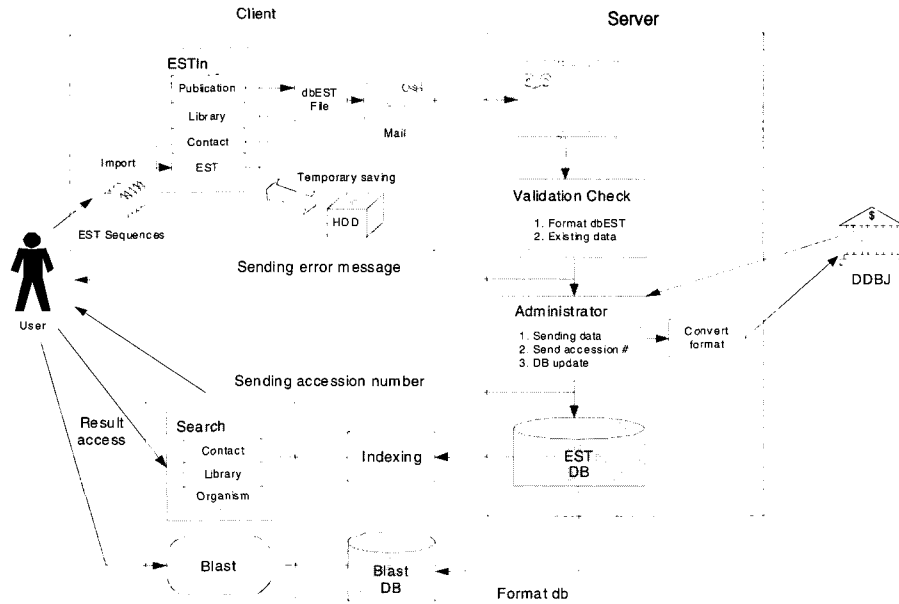 Client
Server
ESTIn
Publication
Library
Contact
EST
dbEST
File
Mail
Import
EST Sequences
Temporary saving
HDD
Validation Check
1. Format dbEST
2. Existing data
$
DDBJ
User
Sending error message
Administrator
1. Sending data
2. Send accession #
3. DB update
Convert
format
Sending accession number
Result
access
Search
Contact
Library
Organism
Indexing
EST
DB
Blast
Blast
DB
Format db